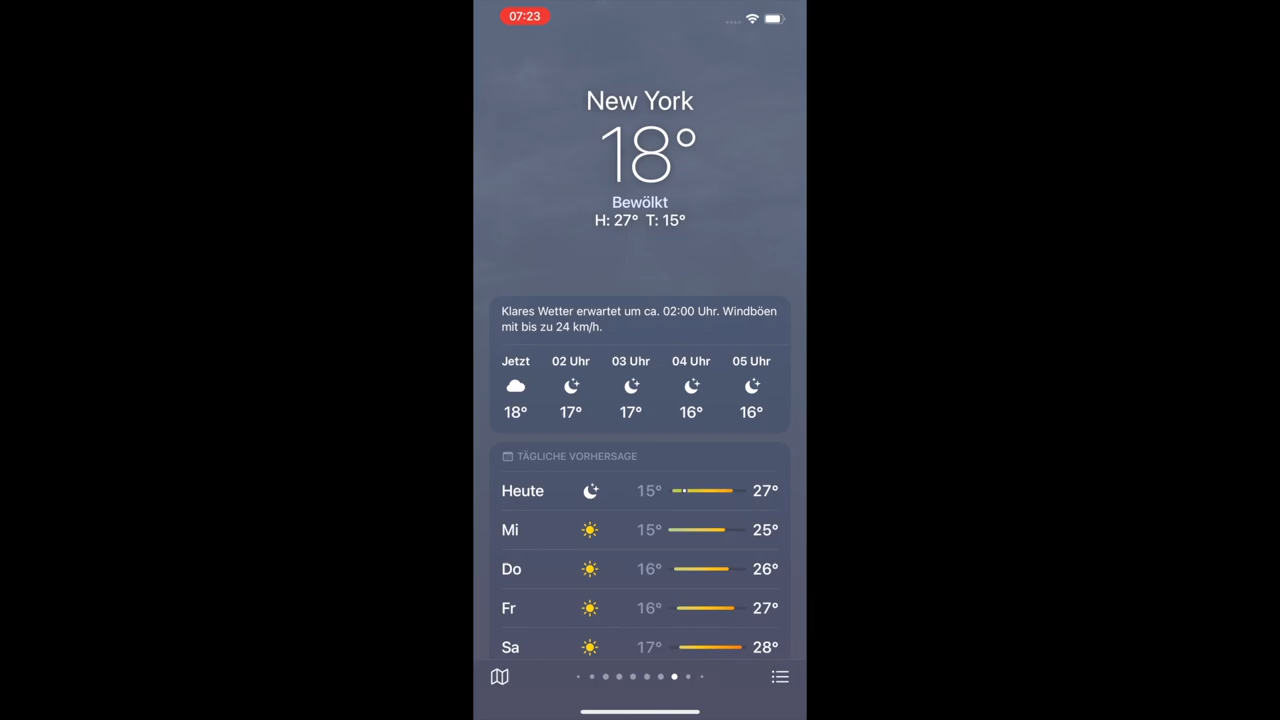 07:23
New York
18°
Bewölkt
H: 27° T: 15°
Klares Wetter erwartet um ca. 02:00 Uhr. Windböen
mit bis zu 24 km/h.
Jetzt 02 Uhr 03 Uhr 04 Uhr 05 Uhr
18° 17° 17° 16° 16°
TÄGLICHE VORHERSAGE
Heute 15° 27°
Mi 15° 25°
Do 16° 26°
Fr 16° 27°
Sa 17° 28°